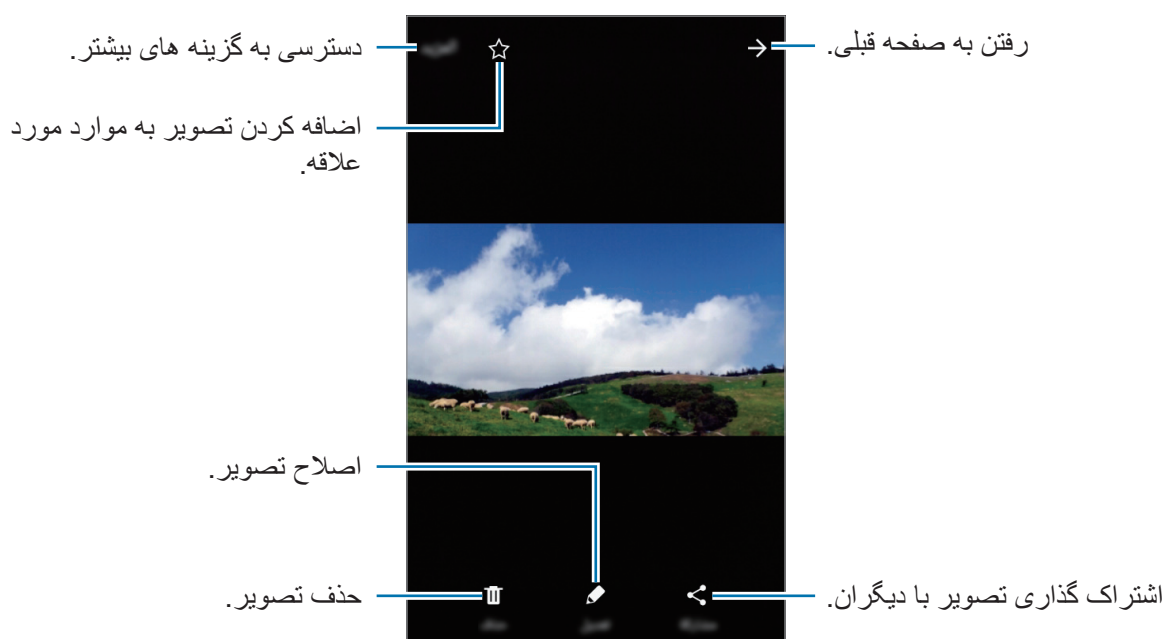 رفتن به صفحه قبلی.
دسترسی به گزینه های بیشتر.
اضافه کردن تصویر به موارد مورد
علاقه.
اصلاح تصویر.
اشتراک گذاری تصویر با دیگران.
حذف تصویر.